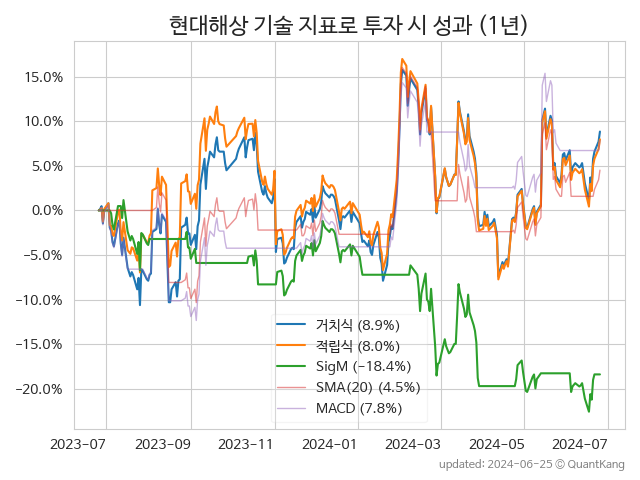 현대해상 기술 지표로 투자 시 성과 (1년)
15.0%
10.0%
5.0%
0.0%
−5.0%
−10.0%
−15.0%
−20.0%
거치식 (8.9%)
적립식 (8.0%)
SigM (−18.4%)
SMA(20) (4.5%)
MACD (7.8%)
2023-07 2023-09 2023-11 2024-01 2024-03 2024-05 2024-07
updated: 2024-06-25 © QuantKang